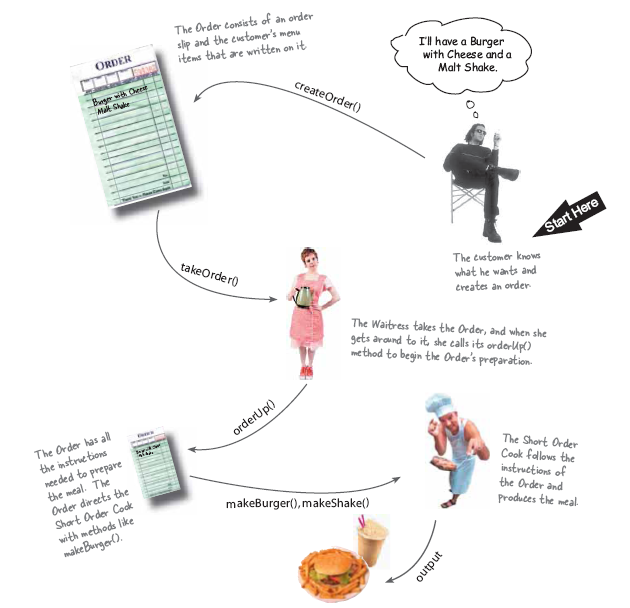 The Order consists of an order
slip and the customer's menu
items that are written on it.
ORDER
Burger with Cheese
Malt Shake
I'll have a Burger
with Cheese and a
Malt Shake.
createOrder()
Start Here
The customer knows
what he wants and
creates an order.
takeOrder()
The Waitress takes the Order, and when she
gets around to it, she calls its orderUp()
method to begin the Order's preparation.
orderUp()
The Order has all
the instructions
needed to prepare
the meal. The
Order directs the
Short Order Cook
with methods like
makeBurger().
ORDER
makeBurger(), makeShake()
The Short Order
Cook follows the
instructions of
the Order and
produces the meal.
output